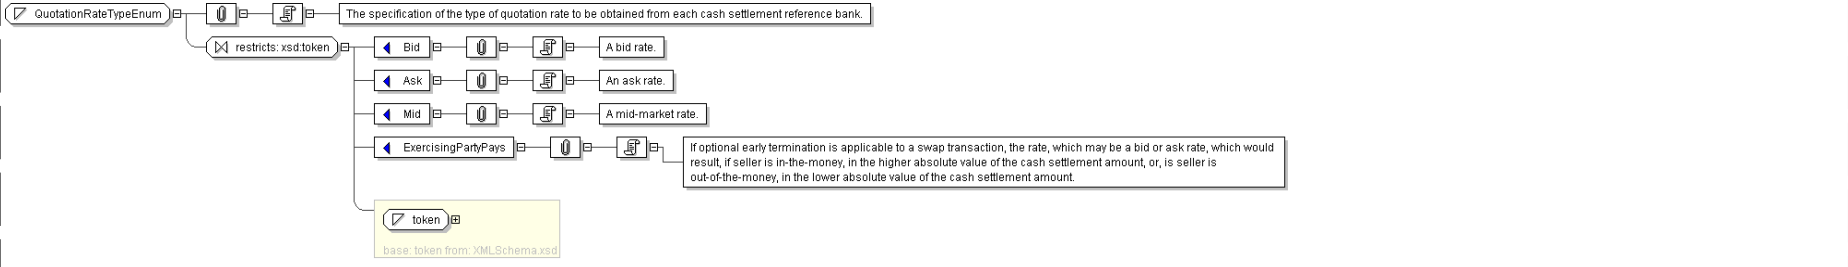 QuotationRateTypeEnum
The specification of the type of quotation rate to be obtained from each cash settlement reference bank.
restricts: xsd:token
Bid
A bid rate.
Ask
An ask rate.
Mid
A mid-market rate.
ExercisingPartyPays
If optional early termination is applicable to a swap transaction, the rate, which may be a bid or ask rate, which would
result, if seller is in-the-money, in the higher absolute value of the cash settlement amount, or, is seller is
out-of-the-money, in the lower absolute value of the cash settlement amount.
token
base: token from: XMLSchema.xsd